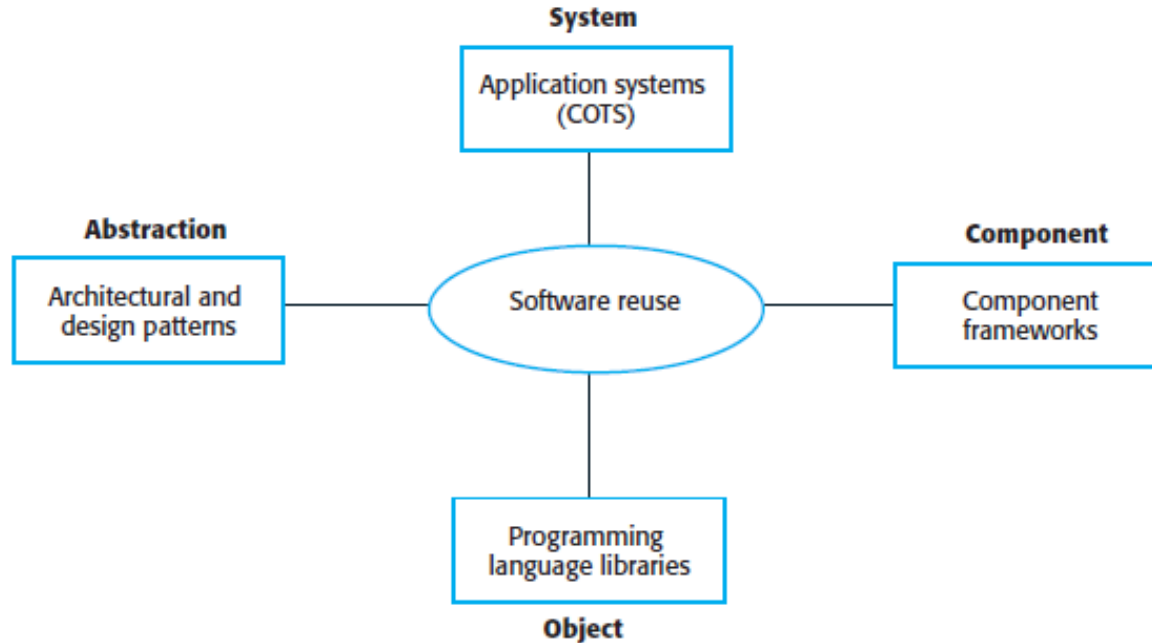 System
Application systems
(COTS)
Abstraction
Architectural and
design patterns
Software reuse
Component
Component
frameworks
Programming
language libraries
Object